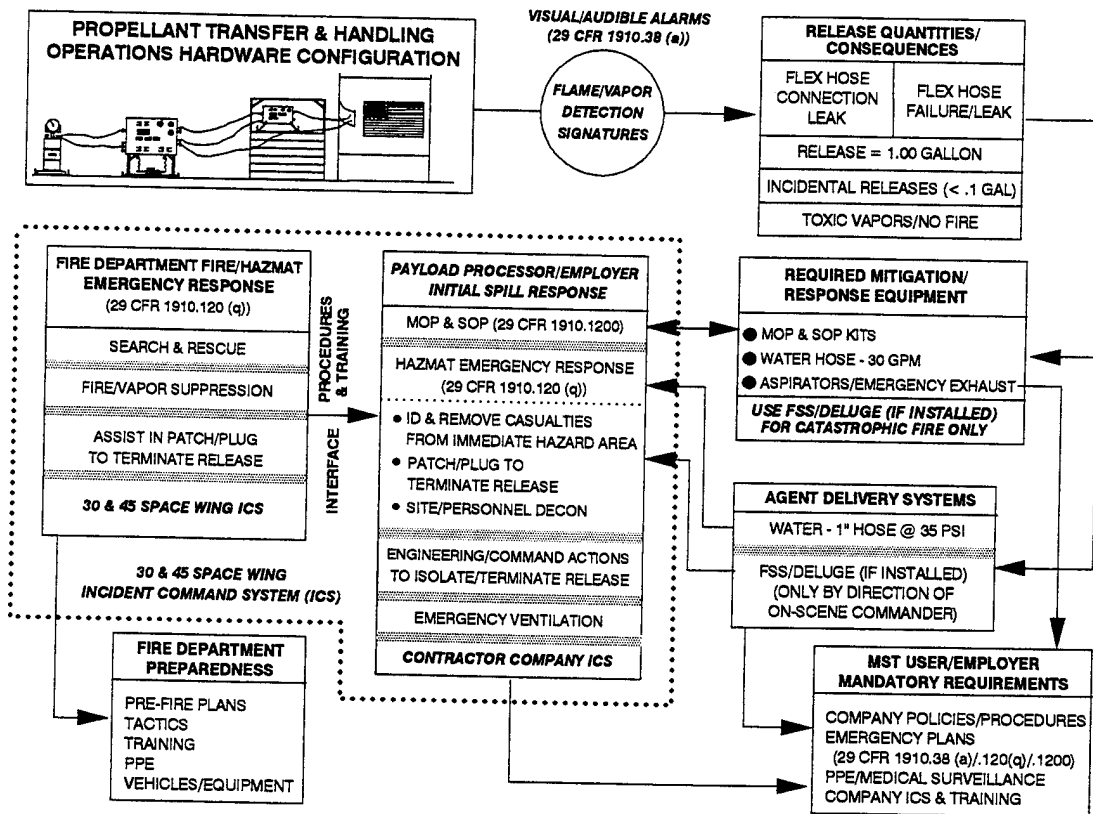 PROPELLANT TRANSFER & HANDLING
OPERATIONS HARDWARE CONFIGURATION
VISUAL/AUDIBLE ALARMS
(29 CFR 1910.38 (a))
FLAME/VAPOR
DETECTION
SIGNATURES
RELEASE QUANTITIES/
CONSEQUENCES
FLEX HOSE
CONNECTION
LEAK
FLEX HOSE
FAILURE/LEAK
RELEASE = 1.00 GALLON
INCIDENTAL RELEASES (< .1 GAL)
TOXIC VAPORS/NO FIRE
FIRE DEPARTMENT FIRE/HAZMAT
EMERGENCY RESPONSE
(29 CFR 1910.120 (q))
SEARCH & RESCUE
FIRE/VAPOR SUPPRESSION
ASSIST IN PATCH/PLUG
TO TERMINATE RELEASE
30 & 45 SPACE WING ICS
PROCEDURES
& TRAINING
INTERFACE
PAYLOAD PROCESSOR/EMPLOYER
INITIAL SPILL RESPONSE
MOP & SOP (29 CFR 1910.1200)
HAZMAT EMERGENCY RESPONSE
(29 CFR 1910.120 (q))
• ID & REMOVE CASUALTIES
FROM IMMEDIATE HAZARD AREA
• PATCH/PLUG TO
TERMINATE RELEASE
• SITE/PERSONNEL DECON
ENGINEERING/COMMAND ACTIONS
TO ISOLATE/TERMINATE RELEASE
EMERGENCY VENTILATION
CONTRACTOR COMPANY ICS
30 & 45 SPACE WING
INCIDENT COMMAND SYSTEM (ICS)
REQUIRED MITIGATION/
RESPONSE EQUIPMENT
● MOP & SOP KITS
● WATER HOSE - 30 GPM
● ASPIRATORS/EMERGENCY EXHAUST
USE FSS/DELUGE (IF INSTALLED)
FOR CATASTROPHIC FIRE ONLY
AGENT DELIVERY SYSTEMS
WATER - 1" HOSE @ 35 PSI
FSS/DELUGE (IF INSTALLED)
(ONLY BY DIRECTION OF
ON-SCENE COMMANDER)
FIRE DEPARTMENT
PREPAREDNESS
PRE-FIRE PLANS
TACTICS
TRAINING
PPE
VEHICLES/EQUIPMENT
MST USER/EMPLOYER
MANDATORY REQUIREMENTS
COMPANY POLICIES/PROCEDURES
EMERGENCY PLANS
(29 CFR 1910.38 (a)/.120(q)/.1200)
PPE/MEDICAL SURVEILLANCE
COMPANY ICS & TRAINING